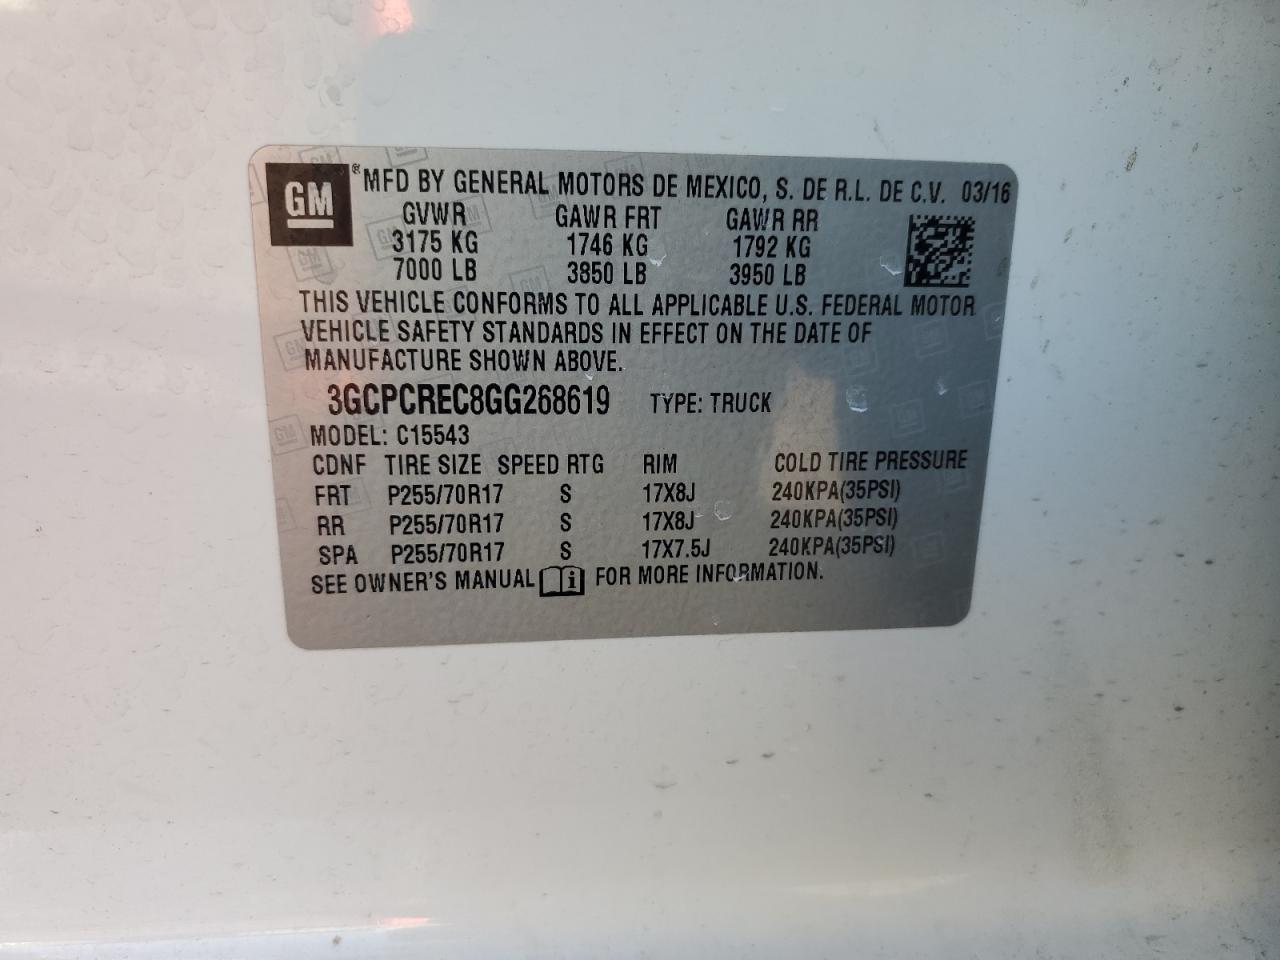 GM ® MFD BY GENERAL MOTORS DE MEXICO, S. DE R.L. DE C.V. 03/16
GVWR GAWR FRT GAWR RR
3175 KG 1746 KG 1792 KG
7000 LB 3850 LB 3950 LB
THIS VEHICLE CONFORMS TO ALL APPLICABLE U.S. FEDERAL MOTOR
VEHICLE SAFETY STANDARDS IN EFFECT ON THE DATE OF
MANUFACTURE SHOWN ABOVE.
3GCPCREC8GG268619 TYPE: TRUCK
MODEL: C15543
CDNF TIRE SIZE SPEED RTG RIM COLD TIRE PRESSURE
FRT P255/70R17 S 17X8J 240KPA(35PSI)
RR P255/70R17 S 17X8J 240KPA(35PSI)
SPA P255/70R17 S 17X7.5J 240KPA(35PSI)
SEE OWNER'S MANUAL FOR MORE INFORMATION.